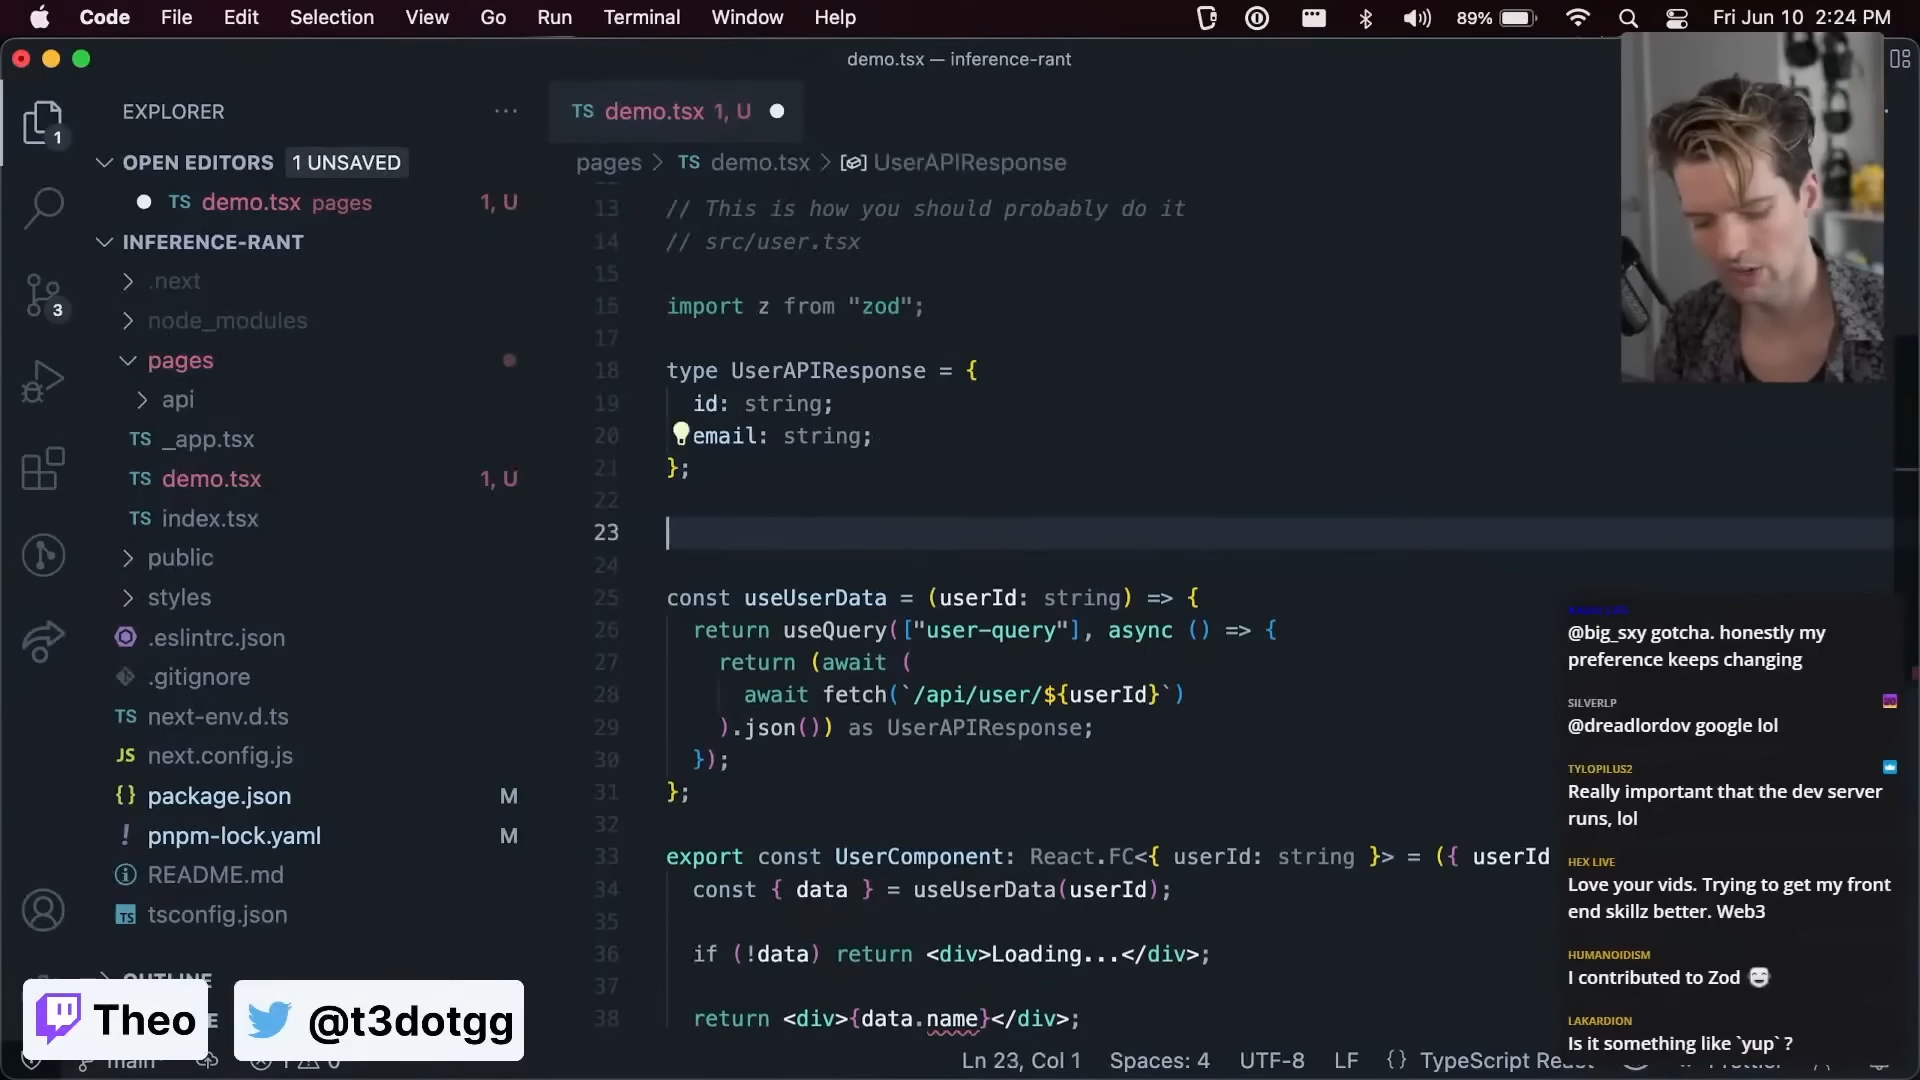 Code File Edit Selection View Go Run Terminal Window Help 89% Fri Jun 10 2:24 PM
demo.tsx — inference-rant
EXPLORER
OPEN EDITORS 1 UNSAVED
TS demo.tsx pages 1, U
INFERENCE-RANT
.next
node_modules
pages
api
TS _app.tsx
TS demo.tsx 1, U
TS index.tsx
public
styles
.eslintrc.json
.gitignore
TS next-env.d.ts
JS next.config.js
{} package.json M
! pnpm-lock.yaml M
README.md
TS tsconfig.json
OUTLINE
1
3
TS demo.tsx 1, U
pages > TS demo.tsx > UserAPIResponse
13 // This is how you should probably do it
14 // src/user.tsx
15
16 import z from "zod";
17
18 type UserAPIResponse = {
19 id: string;
20 email: string;
21 };
22
23
24
25 const useUserData = (userId: string) => {
26 return useQuery(["user-query"], async () => {
27 return (await (
28 await fetch(`/api/user/${userId}`)
29 ).json()) as UserAPIResponse;
30 });
31 };
32
33 export const UserComponent: React.FC<{ userId: string }> = ({ userId
34 const { data } = useUserData(userId);
35
36 if (!data) return <div>Loading...</div>;
37
38 return <div>{data.name}</div>;
@big_sxy gotcha. honestly my
preference keeps changing
SILVERLP
@dreadlordov google lol
TYLOPILUS2
Really important that the dev server
runs, lol
HEX LIVE
Love your vids. Trying to get my front
end skillz better. Web3
HUMANOIDISM
I contributed to Zod
LAKARDION
Is it something like `yup` ?
Theo
@t3dotgg
main
Ln 23, Col 1 Spaces: 4 UTF-8 LF {} TypeScript Prettier